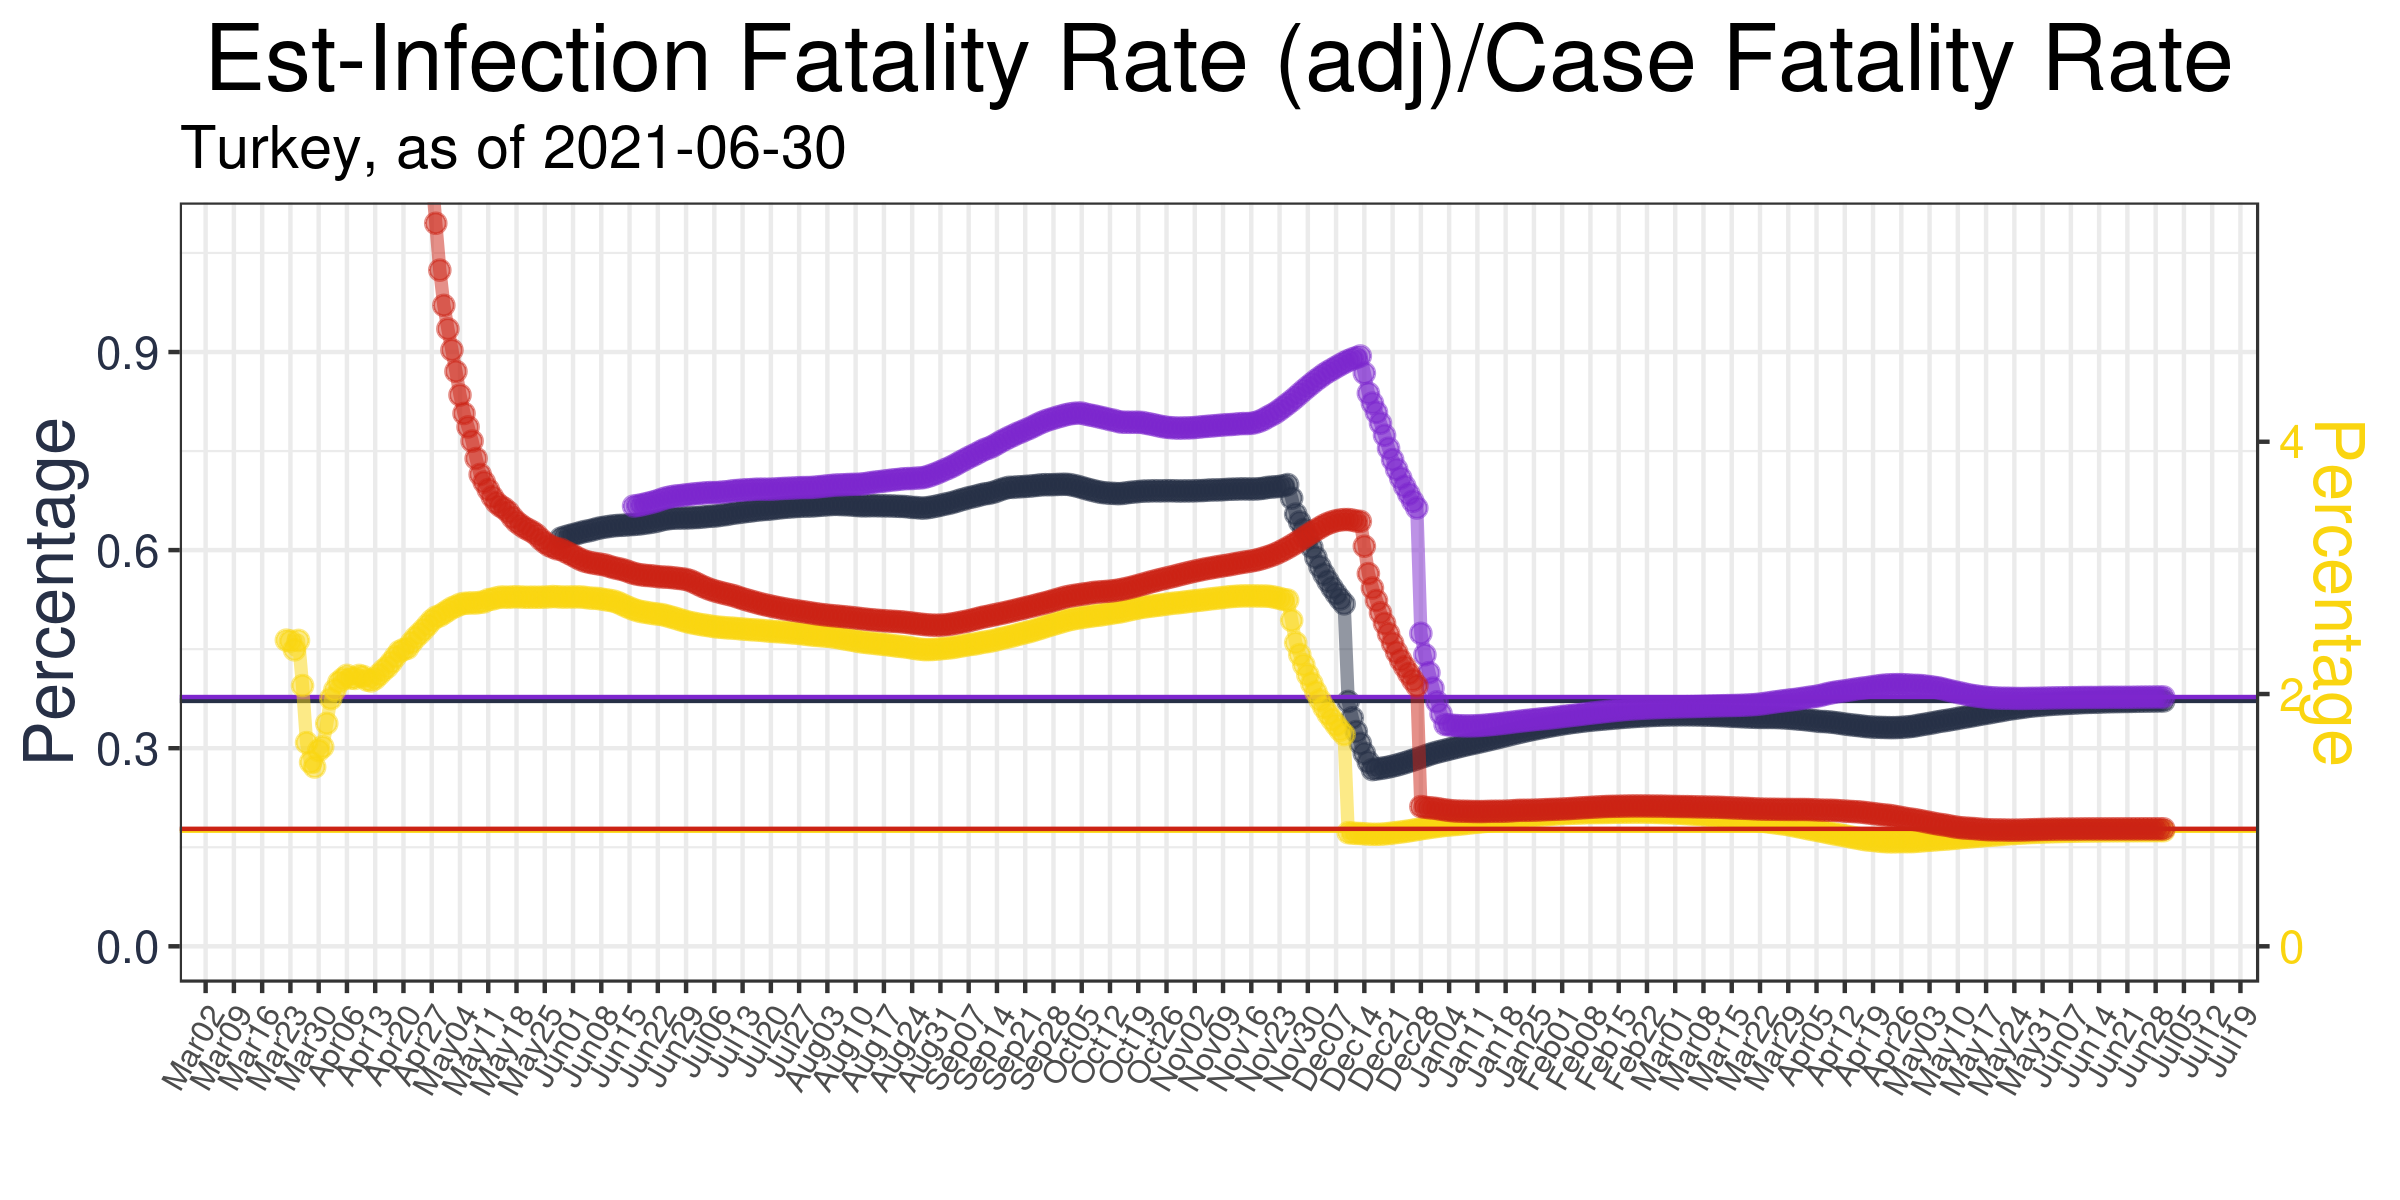 Est-Infection Fatality Rate (adj)/Case Fatality Rate
Turkey, as of 2021-06-30
Percentage
0.9
0.6
0.3
0.0
4
2
0
Percentage
Mar02
Mar09
Mar16
Mar23
Mar30
Apr06
Apr13
Apr20
Apr27
May04
May11
May18
May25
Jun01
Jun08
Jun15
Jun22
Jun29
Jul06
Jul13
Jul20
Jul27
Aug03
Aug10
Aug17
Aug24
Aug31
Sep07
Sep14
Sep21
Sep28
Oct05
Oct12
Oct19
Oct26
Nov02
Nov09
Nov16
Nov23
Nov30
Dec07
Dec14
Dec21
Dec28
Jan04
Jan11
Jan18
Jan25
Feb01
Feb08
Feb15
Feb22
Mar01
Mar08
Mar15
Mar22
Mar29
Apr05
Apr12
Apr19
Apr26
May03
May10
May17
May24
May31
Jun07
Jun14
Jun21
Jun28
Jul05
Jul12
Jul19